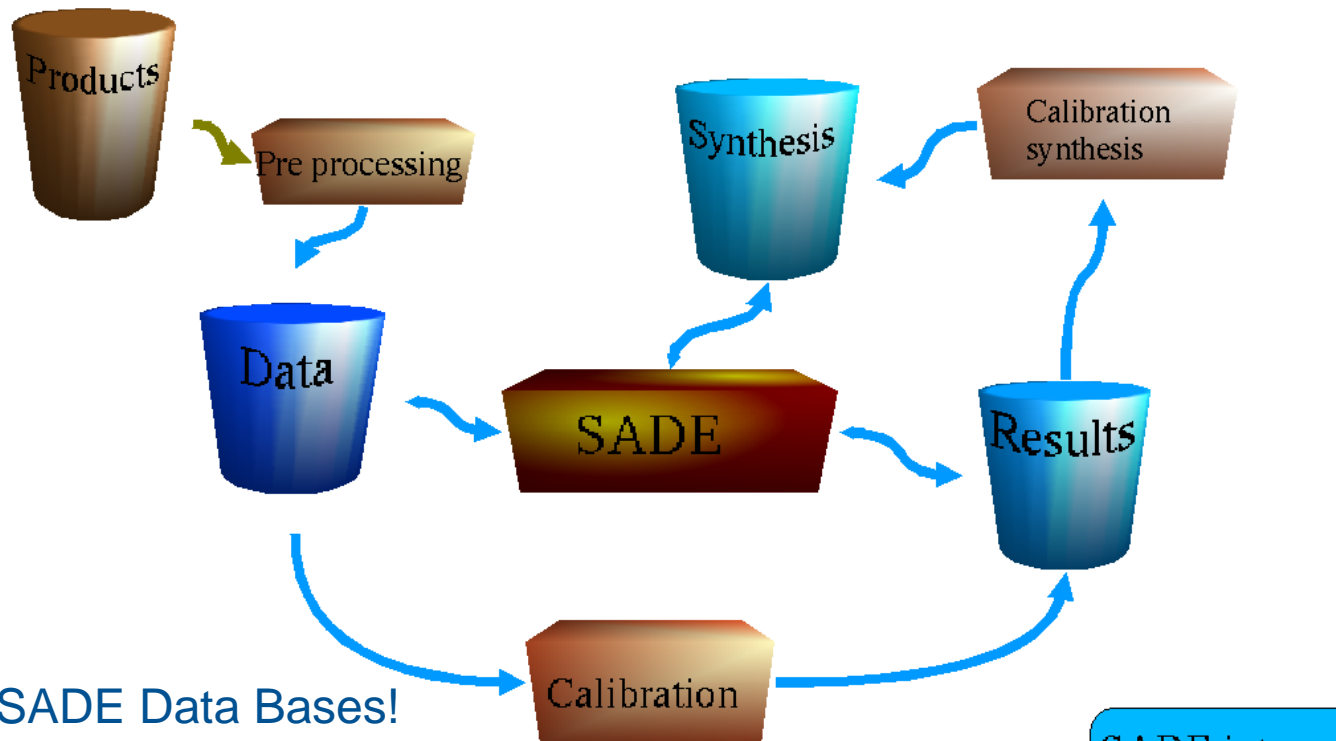 Products
Pre processing
Synthesis
Calibration
synthesis
Data
SADE
Results
Calibration
SADE Data Bases!